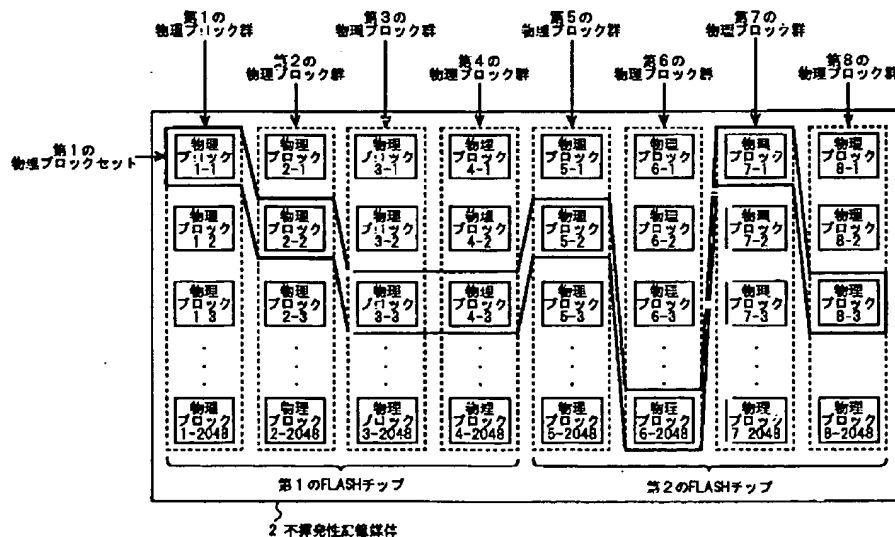 第1の
物理ブロック群
第3の
物理ブロック群
第5の
物理ブロック群
第7の
物理ブロック群
第2の
物理ブロック群
第4の
物理ブロック群
第6の
物理ブロック群
第8の
物理ブロック群
第1の
物理ブロックセット
物理
ブロック
1-1
物理
ブロック
2-1
物理
ブロック
3-1
物理
ブロック
4-1
物理
ブロック
5-1
物理
ブロック
6-1
物理
ブロック
7-1
物理
ブロック
8-1
物理
ブロック
1-2
物理
ブロック
2-2
物理
ブロック
3-2
物理
ブロック
4-2
物理
ブロック
5-2
物理
ブロック
6-2
物理
ブロック
7-2
物理
ブロック
8-2
物理
ブロック
1-3
物理
ブロック
2-3
物理
ブロック
3-3
物理
ブロック
4-3
物理
ブロック
5-3
物理
ブロック
6-3
物理
ブロック
7-3
物理
ブロック
8-3
物理
ブロック
1-2048
物理
ブロック
2-2048
物理
ブロック
3-2048
物理
ブロック
4-2048
物理
ブロック
5-2048
物理
ブロック
6-2048
物理
ブロック
7-2048
物理
ブロック
8-2048
第1のFLASHチップ
第2のFLASHチップ
2 不揮発性記憶媒体